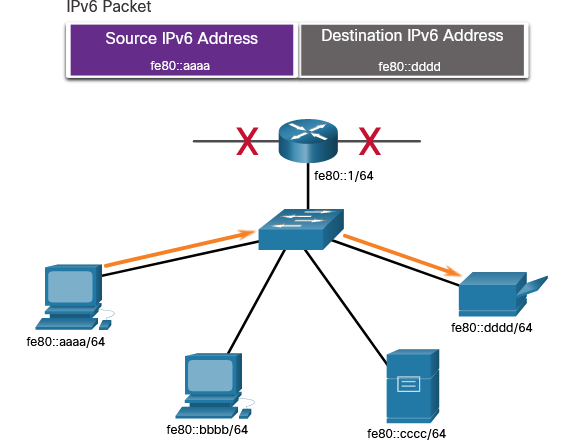 IPv6 Packet
Source IPv6 Address
fe80::aaaa
Destination IPv6 Address
fe80::dddd
X
X
fe80::1/64
fe80::aaaa/64
fe80::dddd/64
fe80::bbbb/64
fe80::cccc/64